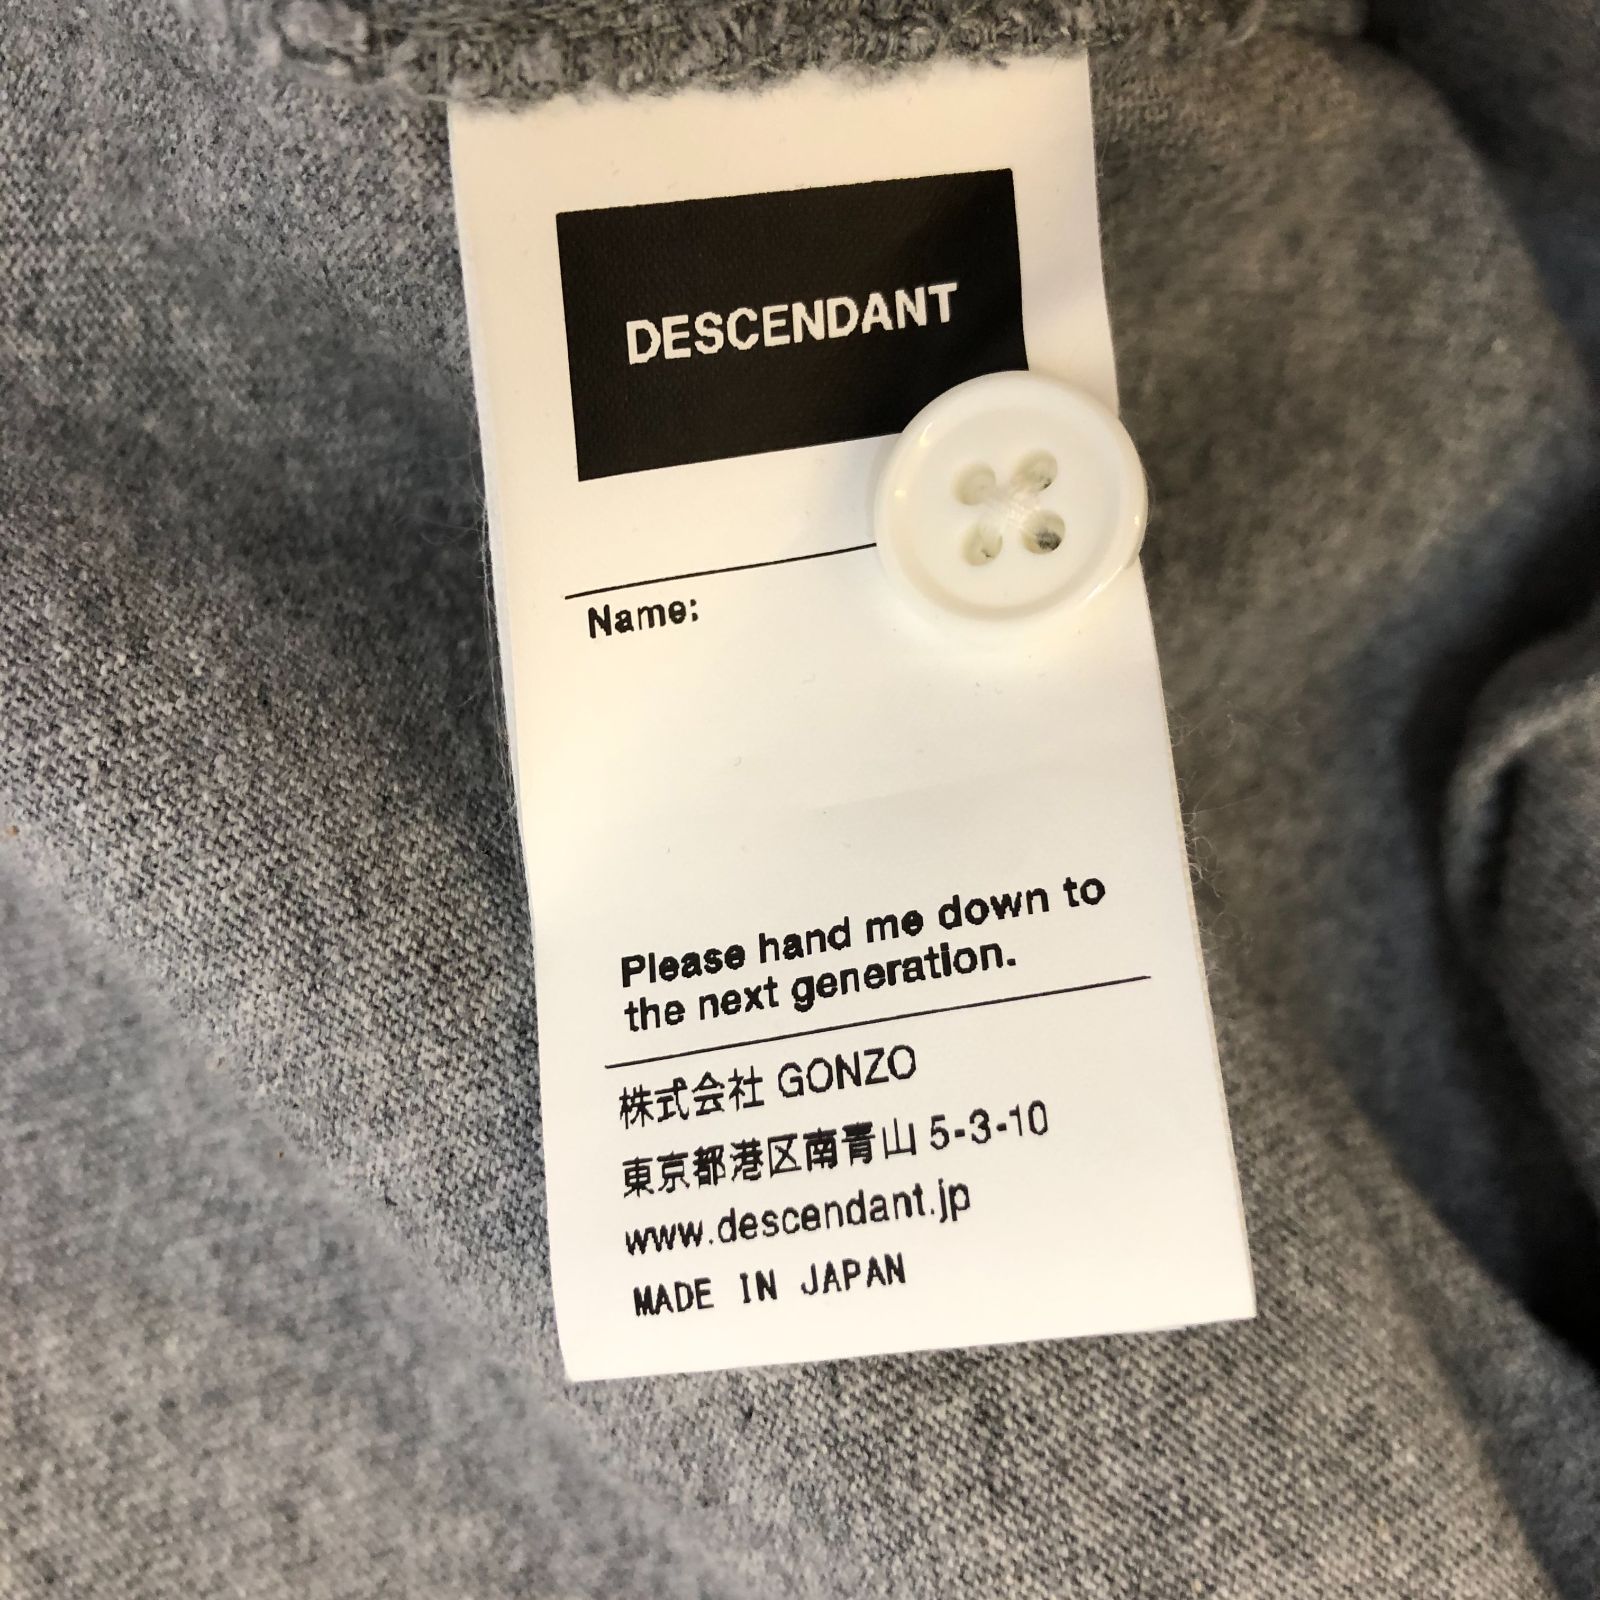 DESCENDANT
Name:
Please hand me down to
the next generation.
株式会社 GONZO
東京都港区南青山 5-3-10
www.descendant.jp
MADE IN JAPAN